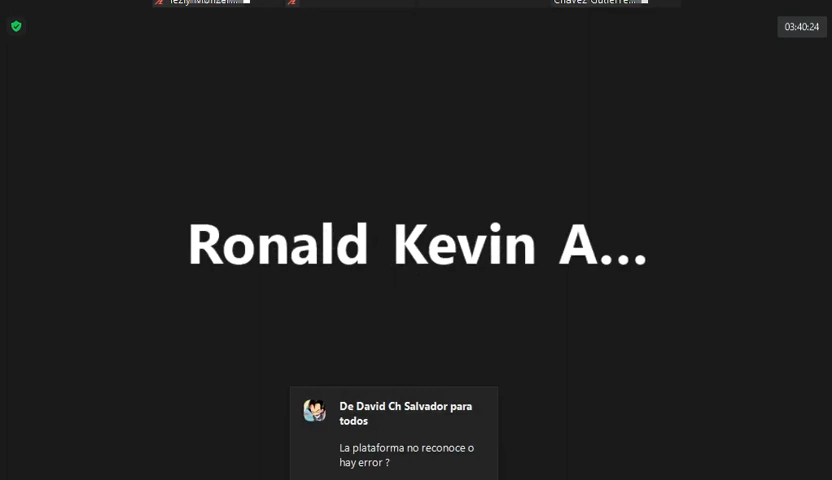 03:40:24
Ronald Kevin A...
De David Ch Salvador para
todos
La plataforma no reconoce o
hay error ?